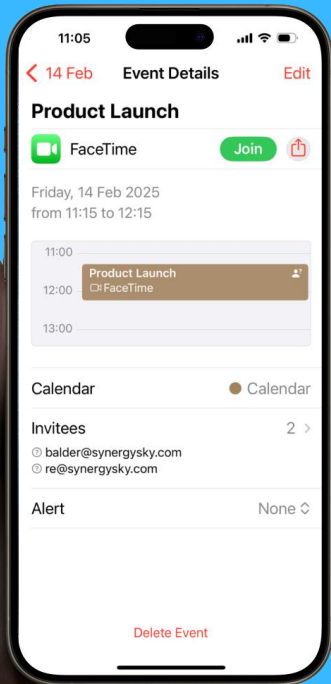 11:05
14 Feb Event Details Edit
Product Launch
FaceTime Join
Friday, 14 Feb 2025
from 11:15 to 12:15
11:00
Product Launch
12:00 FaceTime
13:00
Calendar Calendar
Invitees 2
balder@synergysky.com
re@synergysky.com
Alert None
Delete Event